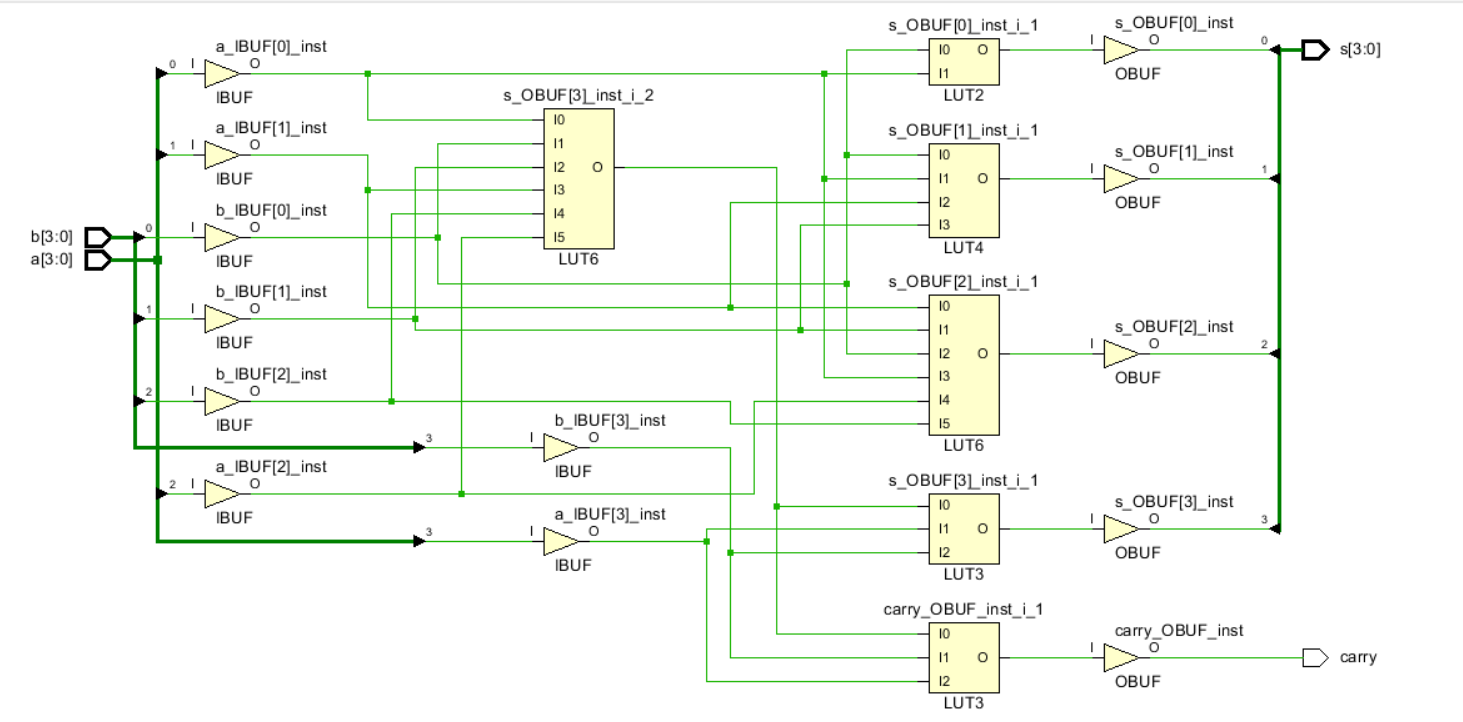 b[3:0]
a[3:0]
a_IBUF[0]_inst
0
I
O
IBUF
a_IBUF[1]_inst
1
I
O
IBUF
b_IBUF[0]_inst
0
I
O
IBUF
b_IBUF[1]_inst
1
I
O
IBUF
b_IBUF[2]_inst
2
I
O
IBUF
a_IBUF[2]_inst
2
I
O
IBUF
s_OBUF[3]_inst_i_2
I0
I1
I2
I3
I4
I5
O
LUT6
b_IBUF[3]_inst
3
I
O
IBUF
a_IBUF[3]_inst
3
I
O
IBUF
s_OBUF[0]_inst_i_1
I0
I1
O
LUT2
s_OBUF[1]_inst_i_1
I0
I1
I2
I3
O
LUT4
s_OBUF[2]_inst_i_1
I0
I1
I2
I3
I4
I5
O
LUT6
s_OBUF[3]_inst_i_1
I0
I1
I2
O
LUT3
carry_OBUF_inst_i_1
I0
I1
I2
O
LUT3
s_OBUF[0]_inst
I
O
OBUF
0
s_OBUF[1]_inst
I
O
OBUF
1
s_OBUF[2]_inst
I
O
OBUF
2
s_OBUF[3]_inst
I
O
OBUF
3
carry_OBUF_inst
I
O
OBUF
s[3:0]
carry